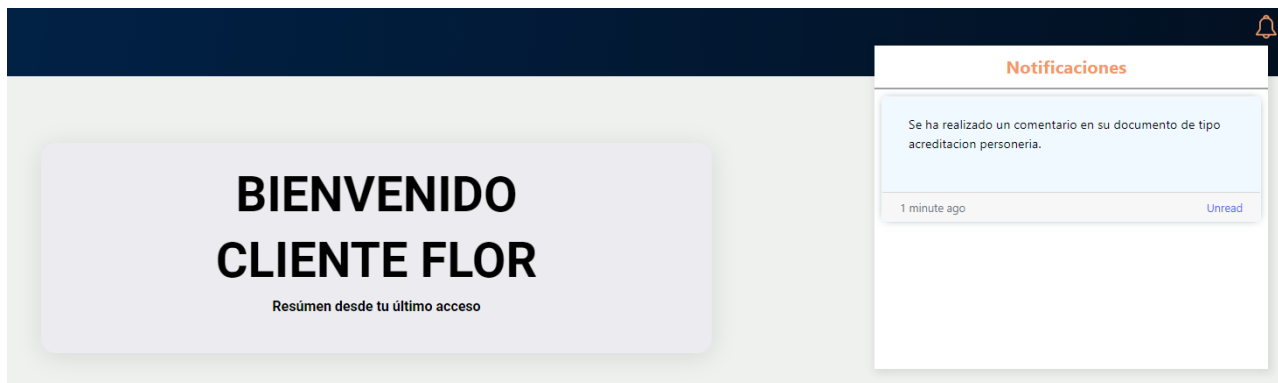 Notificaciones
Se ha realizado un comentario en su documento de tipo
acreditacion personeria.
1 minute ago Unread
BIENVENIDO
CLIENTE FLOR
Resúmen desde tu último acceso